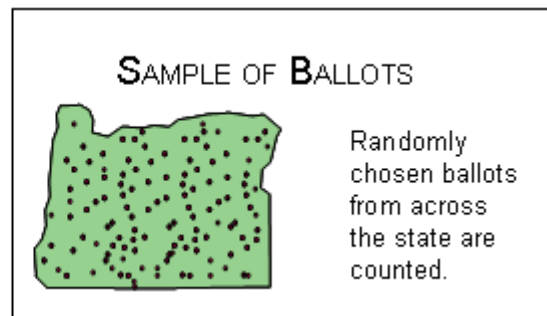 SAMPLE OF BALLOTS
Randomly
chosen ballots
from across
the state are
counted.